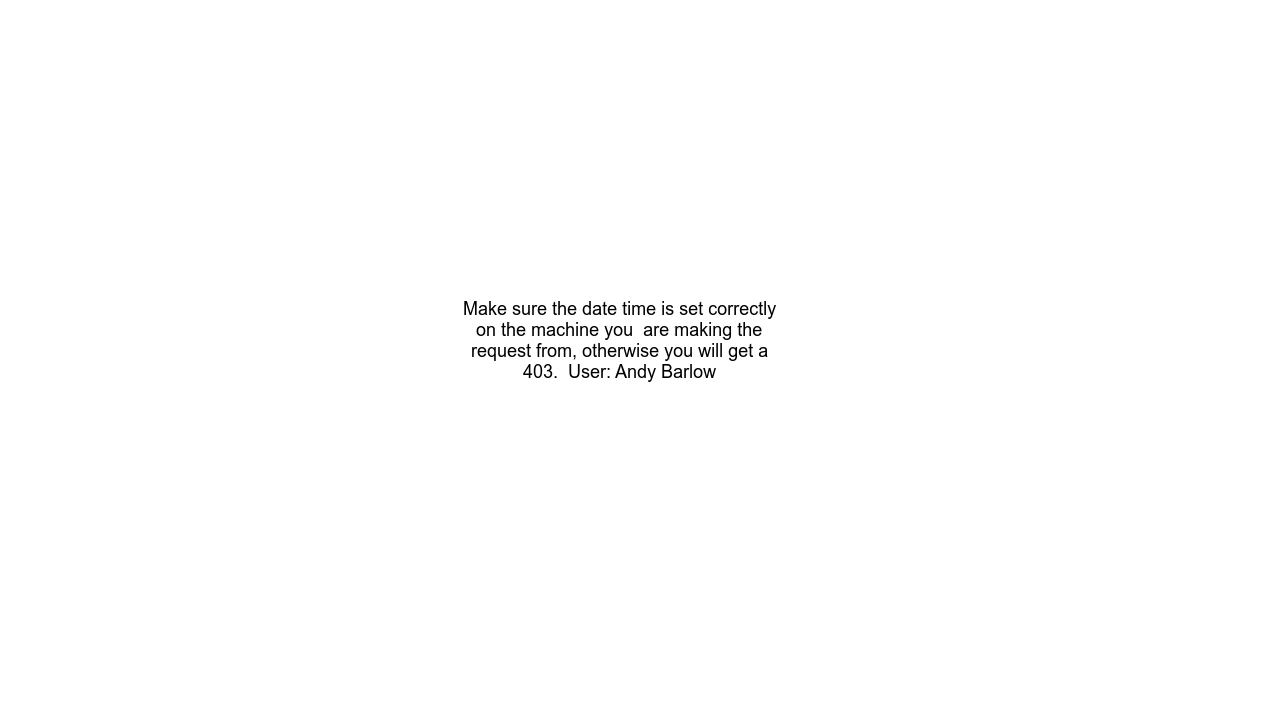 Make sure the date time is set correctly
on the machine you  are making the
request from, otherwise you will get a
403.  User: Andy Barlow